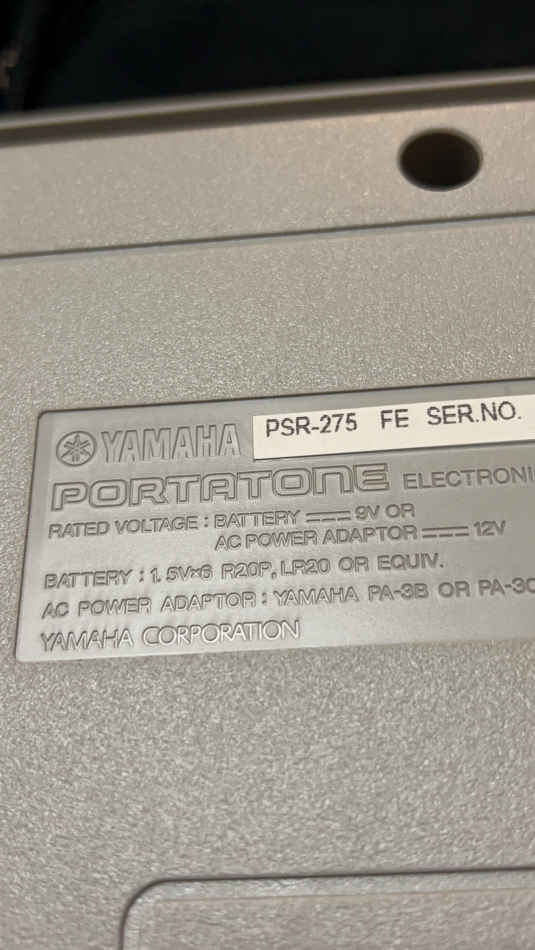 YAMAHA PSR-275 FE SER.NO.
PORTATONE ELECTRONI
RATED VOLTAGE : BATTERY ⎓ 9V OR
AC POWER ADAPTOR ⎓ 12V
BATTERY : 1.5V×6 R20P, LR20 OR EQUIV.
AC POWER ADAPTOR : YAMAHA PA-3B OR PA-3C
YAMAHA CORPORATION